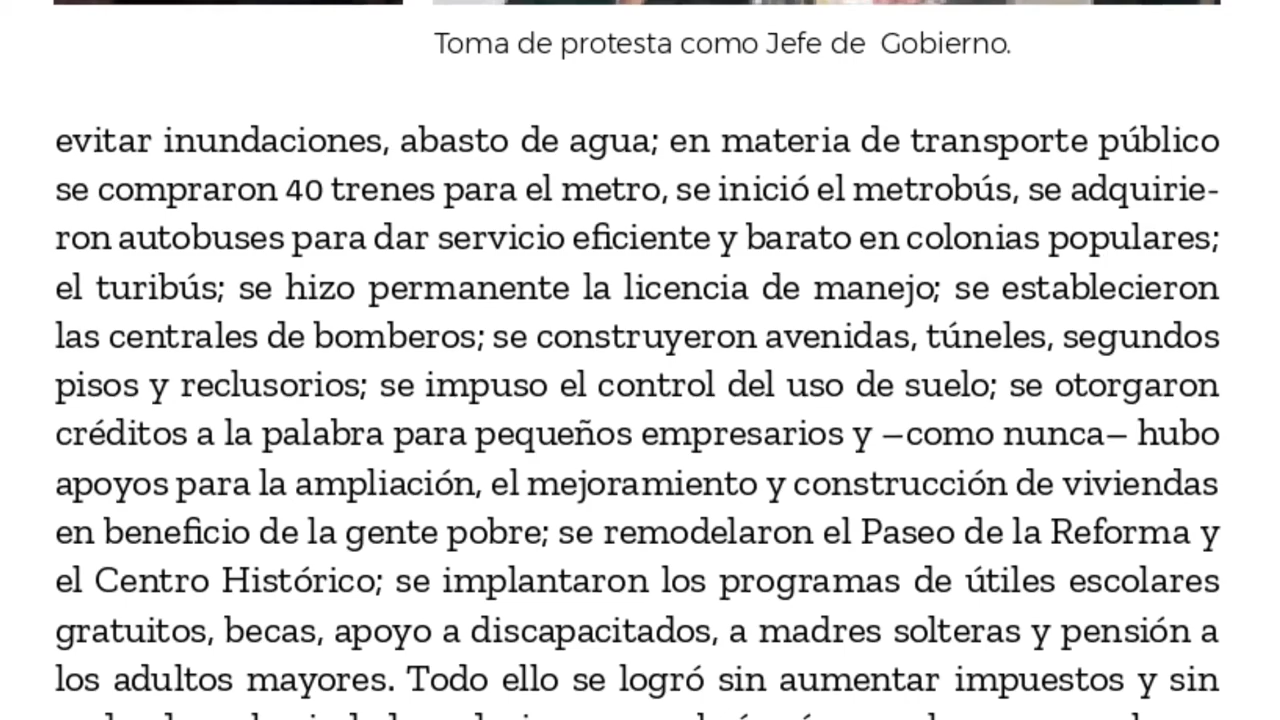 Toma de protesta como Jefe de Gobierno.
evitar inundaciones, abasto de agua; en materia de transporte público
se compraron 40 trenes para el metro, se inició el metrobús, se adquirie-
ron autobuses para dar servicio eficiente y barato en colonias populares;
el turibús; se hizo permanente la licencia de manejo; se establecieron
las centrales de bomberos; se construyeron avenidas, túneles, segundos
pisos y reclusorios; se impuso el control del uso de suelo; se otorgaron
créditos a la palabra para pequeños empresarios y –como nunca– hubo
apoyos para la ampliación, el mejoramiento y construcción de viviendas
en beneficio de la gente pobre; se remodelaron el Paseo de la Reforma y
el Centro Histórico; se implantaron los programas de útiles escolares
gratuitos, becas, apoyo a discapacitados, a madres solteras y pensión a
los adultos mayores. Todo ello se logró sin aumentar impuestos y sin